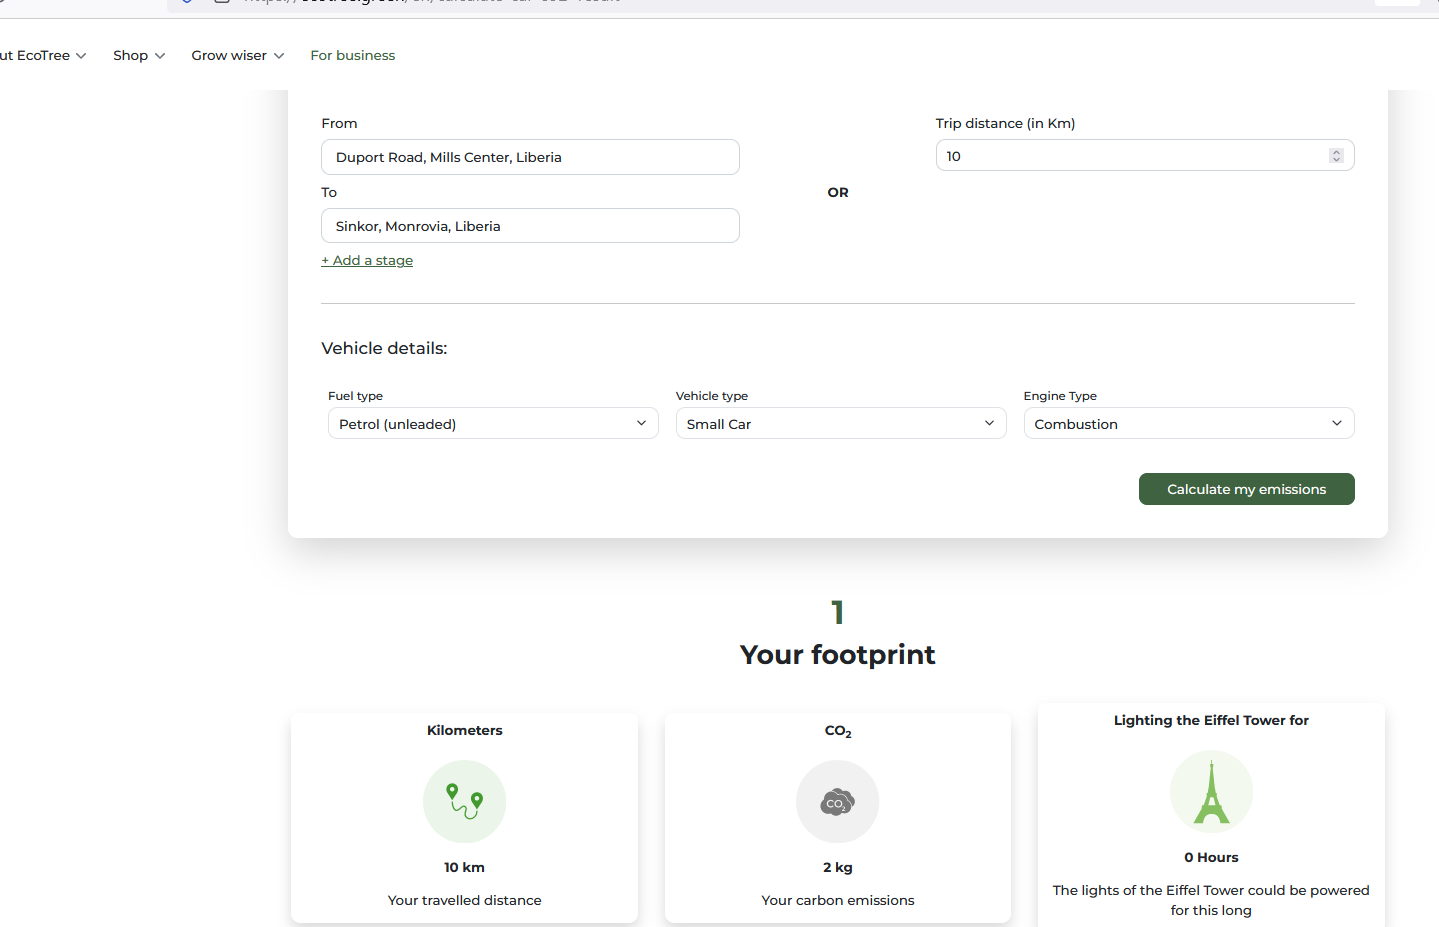 ut EcoTree
Shop
Grow wiser
For business
From
Duport Road, Mills Center, Liberia
To
Sinkor, Monrovia, Liberia
+ Add a stage
OR
Trip distance (in Km)
10
Vehicle details:
Fuel type
Petrol (unleaded)
Vehicle type
Small Car
Engine Type
Combustion
Calculate my emissions
1
Your footprint
Kilometers
10 km
Your travelled distance
CO₂
CO₂
2 kg
Your carbon emissions
Lighting the Eiffel Tower for
0 Hours
The lights of the Eiffel Tower could be powered
for this long